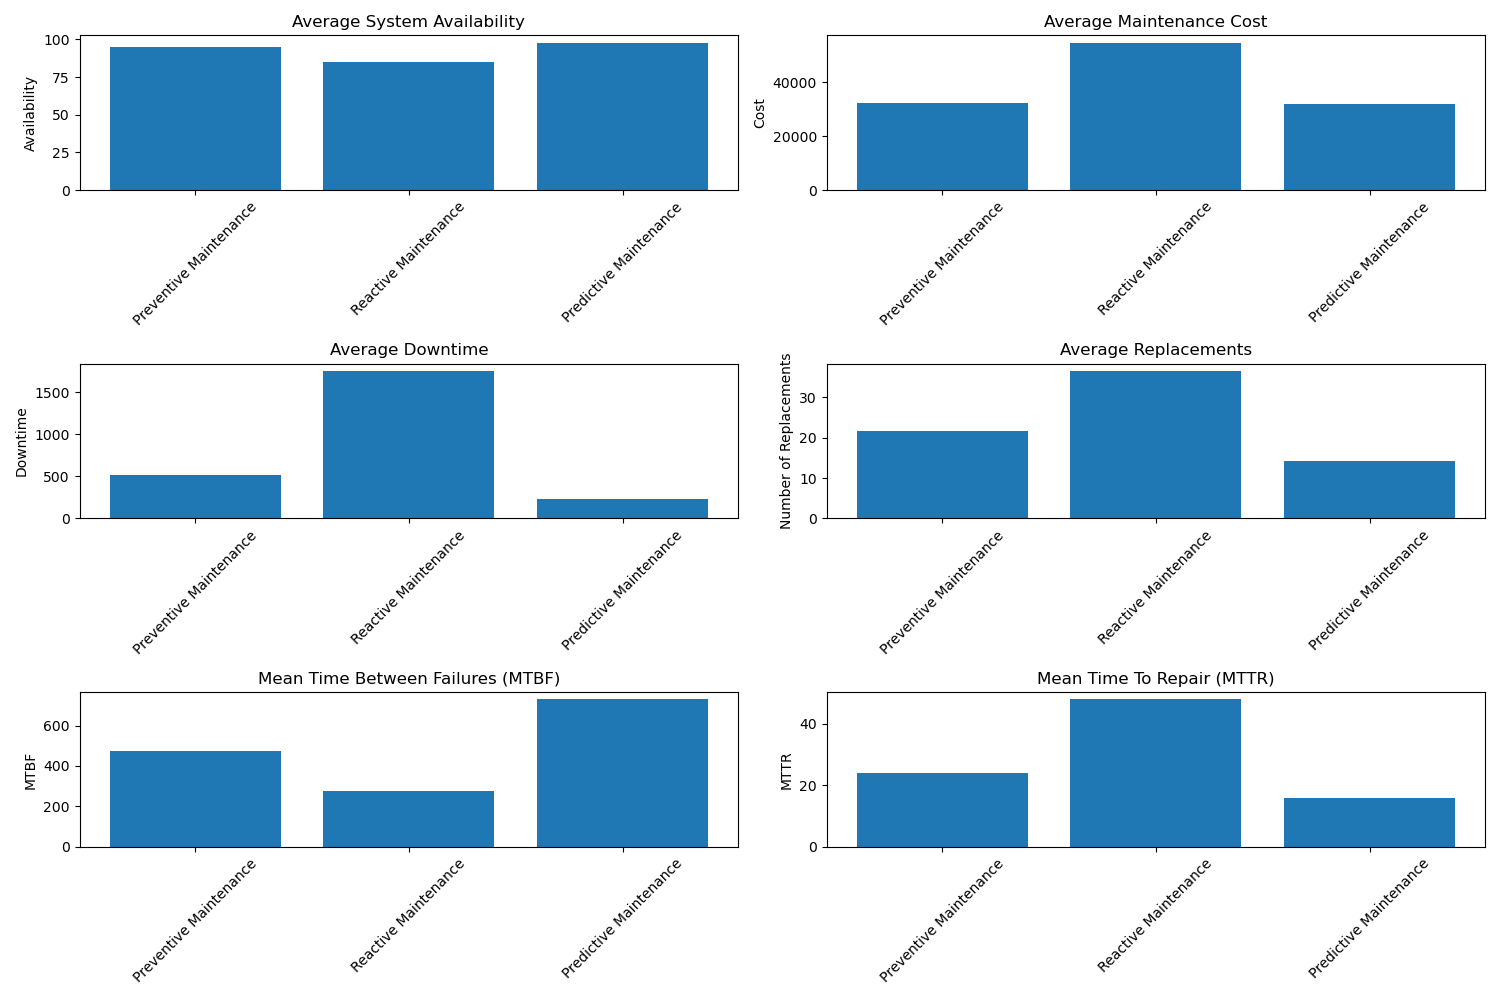 Average System Availability
Availability
100
75
50
25
0
Preventive Maintenance
Reactive Maintenance
Predictive Maintenance
Average Maintenance Cost
Cost
40000
20000
0
Preventive Maintenance
Reactive Maintenance
Predictive Maintenance
Average Downtime
Downtime
1500
1000
500
0
Preventive Maintenance
Reactive Maintenance
Predictive Maintenance
Average Replacements
Number of Replacements
30
20
10
0
Preventive Maintenance
Reactive Maintenance
Predictive Maintenance
Mean Time Between Failures (MTBF)
MTBF
600
400
200
0
Preventive Maintenance
Reactive Maintenance
Predictive Maintenance
Mean Time To Repair (MTTR)
MTTR
40
20
0
Preventive Maintenance
Reactive Maintenance
Predictive Maintenance